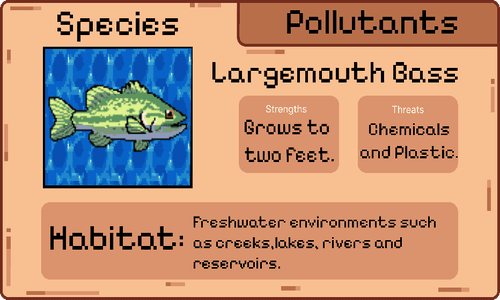 Species
Pollutants
Largemouth Bass
Strengths
Grows to
two feet.
Threats
Chemicals
and Plastic.
Habitat:
Freshwater environments such
as creeks,lakes, rivers and
reservoirs.